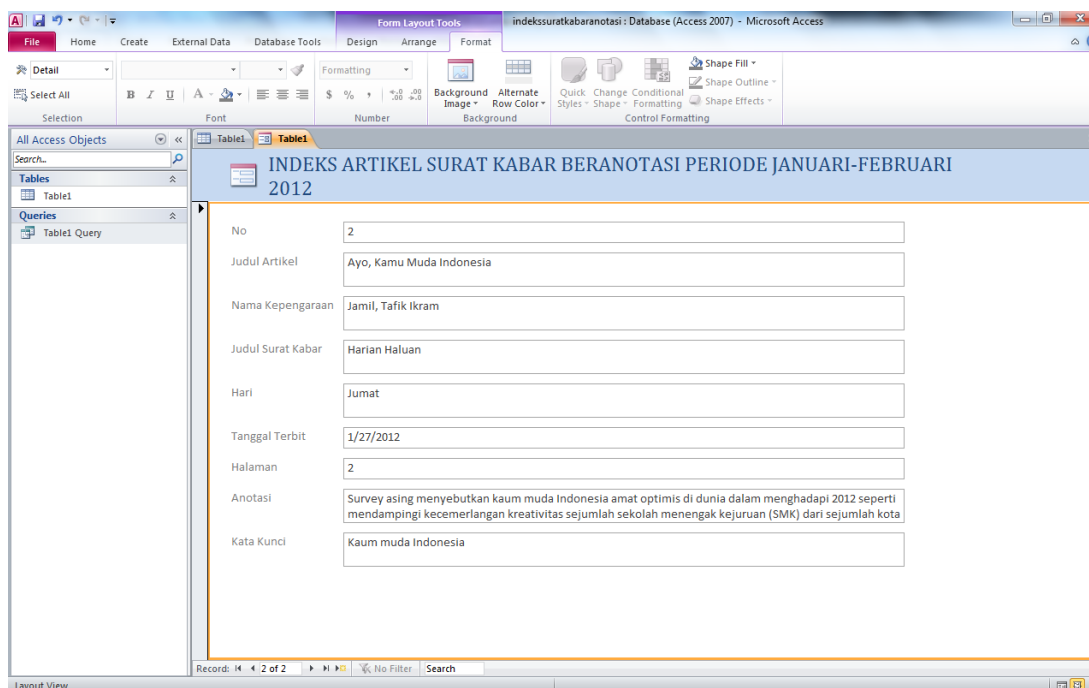 Form Layout Tools
indekssuratkabaranotasi : Database (Access 2007) - Microsoft Access
File Home Create External Data Database Tools Design Arrange Format
Detail
Select All
Selection
B I U A
Font
Formatting
$ % ,
Number
Background Image
Alternate Row Color
Background
Quick Styles
Change Shape
Conditional Formatting
Shape Fill
Shape Outline
Shape Effects
Control Formatting
All Access Objects
Search...
Tables
Table1
Queries
Table1 Query
Table1 Table1
INDEKS ARTIKEL SURAT KABAR BERANOTASI PERIODE JANUARI-FEBRUARI
2012
No 2
Judul Artikel Ayo, Kamu Muda Indonesia
Nama Kepengaraan Jamil, Tafik Ikram
Judul Surat Kabar Harian Haluan
Hari Jumat
Tanggal Terbit 1/27/2012
Halaman 2
Anotasi Survey asing menyebutkan kaum muda Indonesia amat optimis di dunia dalam menghadapi 2012 seperti
mendampingi kecemerlangan kreativitas sejumlah sekolah menengak kejuruan (SMK) dari sejumlah kota
Kata Kunci Kaum muda Indonesia
Record: 2 of 2 No Filter Search
Layout View